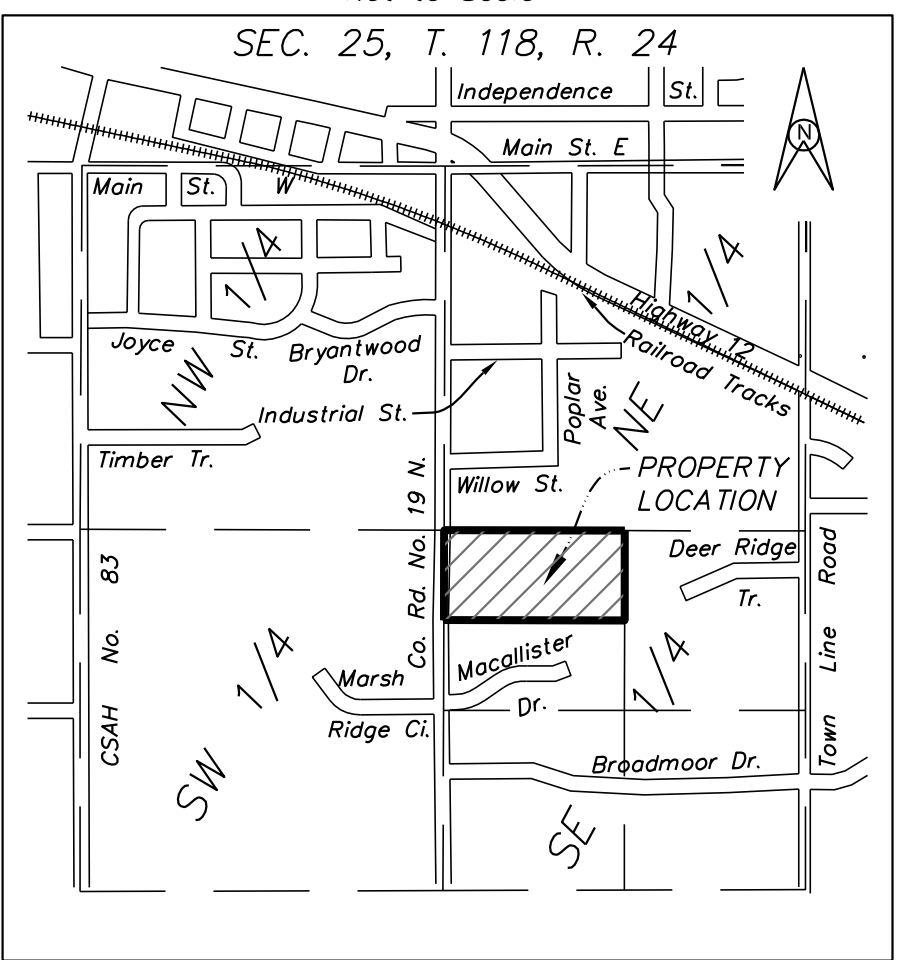 SEC. 25, T. 118, R. 24
N
Independence St.
Main St. E
Main St. W
1/4
1/4
Highway 12
Railroad Tracks
Joyce St.
Bryantwood
Dr.
NW
Industrial St.
Poplar
Ave.
NE
Timber Tr.
Willow St.
PROPERTY
LOCATION
Co. Rd. No. 19 N.
Deer Ridge
Tr.
CSAH No. 83
Town Line Road
1/4
Macallister
Dr.
1/4
Marsh
Ridge Ci.
Broadmoor Dr.
SW
SE